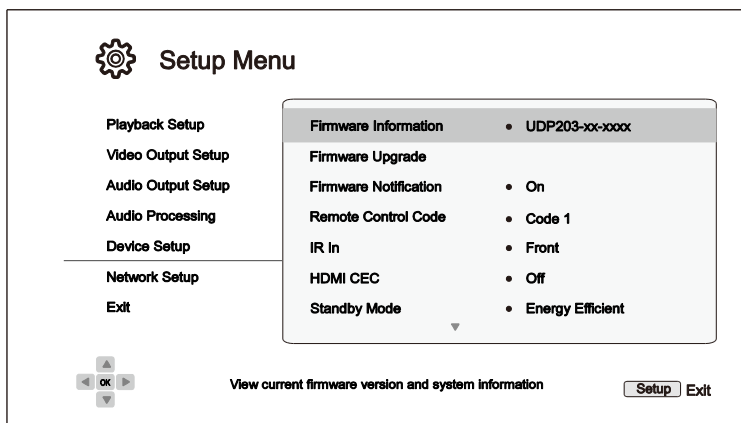 Setup Menu
Playback Setup
Video Output Setup
Audio Output Setup
Audio Processing
Device Setup
Network Setup
Exit
Firmware Information • UDP203-xx-xxxx
Firmware Upgrade
Firmware Notification • On
Remote Control Code • Code 1
IR In • Front
HDMI CEC • Off
Standby Mode • Energy Efficient
OK
View current firmware version and system information
Setup Exit